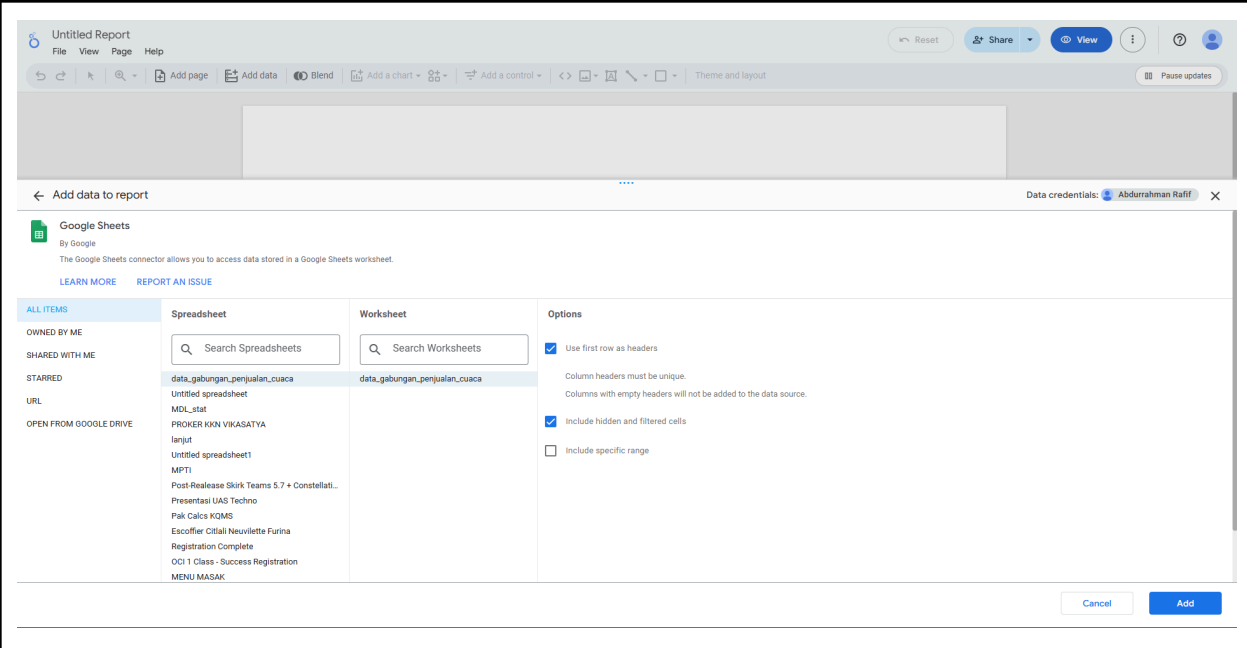 Untitled Report
File View Page Help
Reset Share View
Add page Add data Blend Add a chart Add a control Theme and layout Pause updates
Add data to report
Data credentials: Abdurrahman Rafif
Google Sheets
By Google
The Google Sheets connector allows you to access data stored in a Google Sheets worksheet.
LEARN MORE REPORT AN ISSUE
ALL ITEMS
OWNED BY ME
SHARED WITH ME
STARRED
URL
OPEN FROM GOOGLE DRIVE
Spreadsheet
Search Spreadsheets
data_gabungan_penjualan_cuaca
Untitled spreadsheet
MDL_stat
PROKER KKN VIKASATYA
lanjut
Untitled spreadsheet1
MPTI
Post-Realease Skirk Teams 5.7 + Constellati...
Presentasi UAS Techno
Pak Calcs KQMS
Escoffier Citlali Neuvilette Furina
Registration Complete
OCI 1 Class - Success Registration
MENU MASAK
Worksheet
Search Worksheets
data_gabungan_penjualan_cuaca
Options
Use first row as headers
Column headers must be unique.
Columns with empty headers will not be added to the data source.
Include hidden and filtered cells
Include specific range
Cancel Add